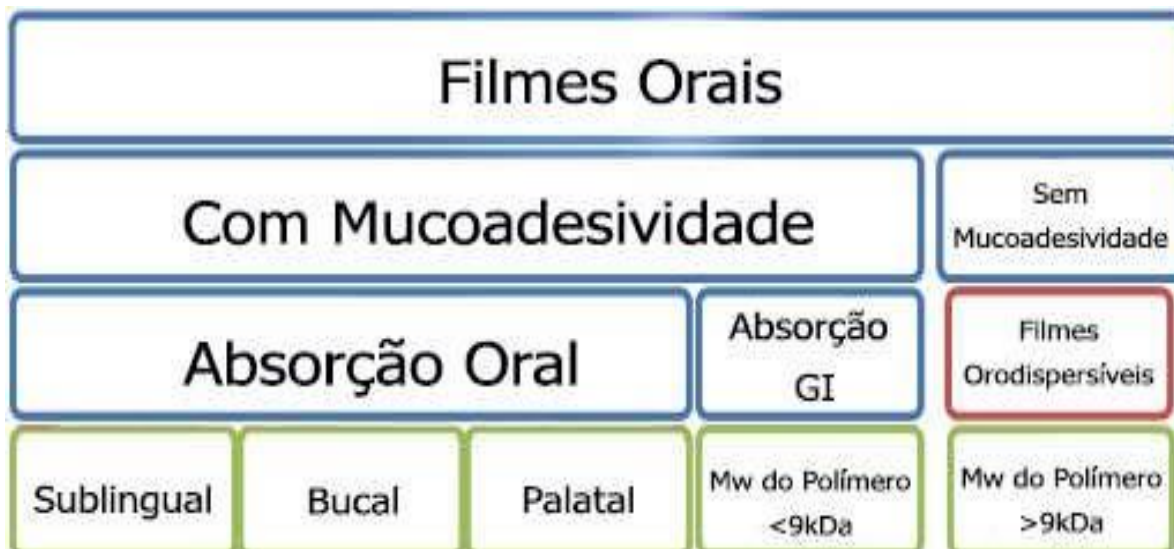 Filmes Orais
Com Mucoadesividade
Sem
Mucoadesividade
Absorção Oral
Absorção
GI
Filmes
Orodispersíveis
Sublingual
Bucal
Palatal
Mw do Polímero
<9kDa
Mw do Polímero
>9kDa